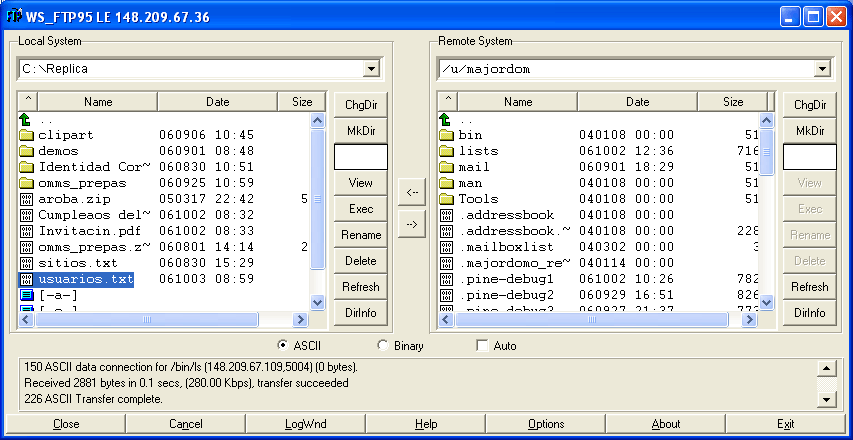 WS_FTP95 LE 148.209.67.36
Local System
C:\Replica
^ Name Date Size
..
clipart 060906 10:45
demos 060901 08:48
Identidad Cor~ 060830 10:51
omms_prepas 060925 10:59
aroba.zip 050317 22:42 5
Cumpleaos del~ 061002 08:32
Invitacin.pdf 061002 08:33
omms_prepas.z~ 060801 14:14 2
sitios.txt 060830 15:29
usuarios.txt 061003 08:59
[-a-]
ChgDir
MkDir
View
Exec
Rename
Delete
Refresh
DirInfo
<--
-->
Remote System
/u/majordom
^ Name Date Size
..
bin 040108 00:00 51
lists 061002 12:36 716
mail 060901 18:29 51
man 040108 00:00 51
Tools 040108 00:00 51
.addressbook 040108 00:00
.addressbook.~ 040108 00:00 228
.mailboxlist 040302 00:00 3
.majordomo_re~ 040114 00:00
.pine-debug1 061002 10:26 782
.pine-debug2 060929 16:51 826
.pine-debug3 060927 21:37 773
ChgDir
MkDir
View
Exec
Rename
Delete
Refresh
DirInfo
ASCII Binary Auto
150 ASCII data connection for /bin/ls (148.209.67.109,5004) (0 bytes).
Received 2881 bytes in 0.1 secs, (280.00 Kbps), transfer succeeded
226 ASCII Transfer complete.
Close Cancel LogWnd Help Options About Exit